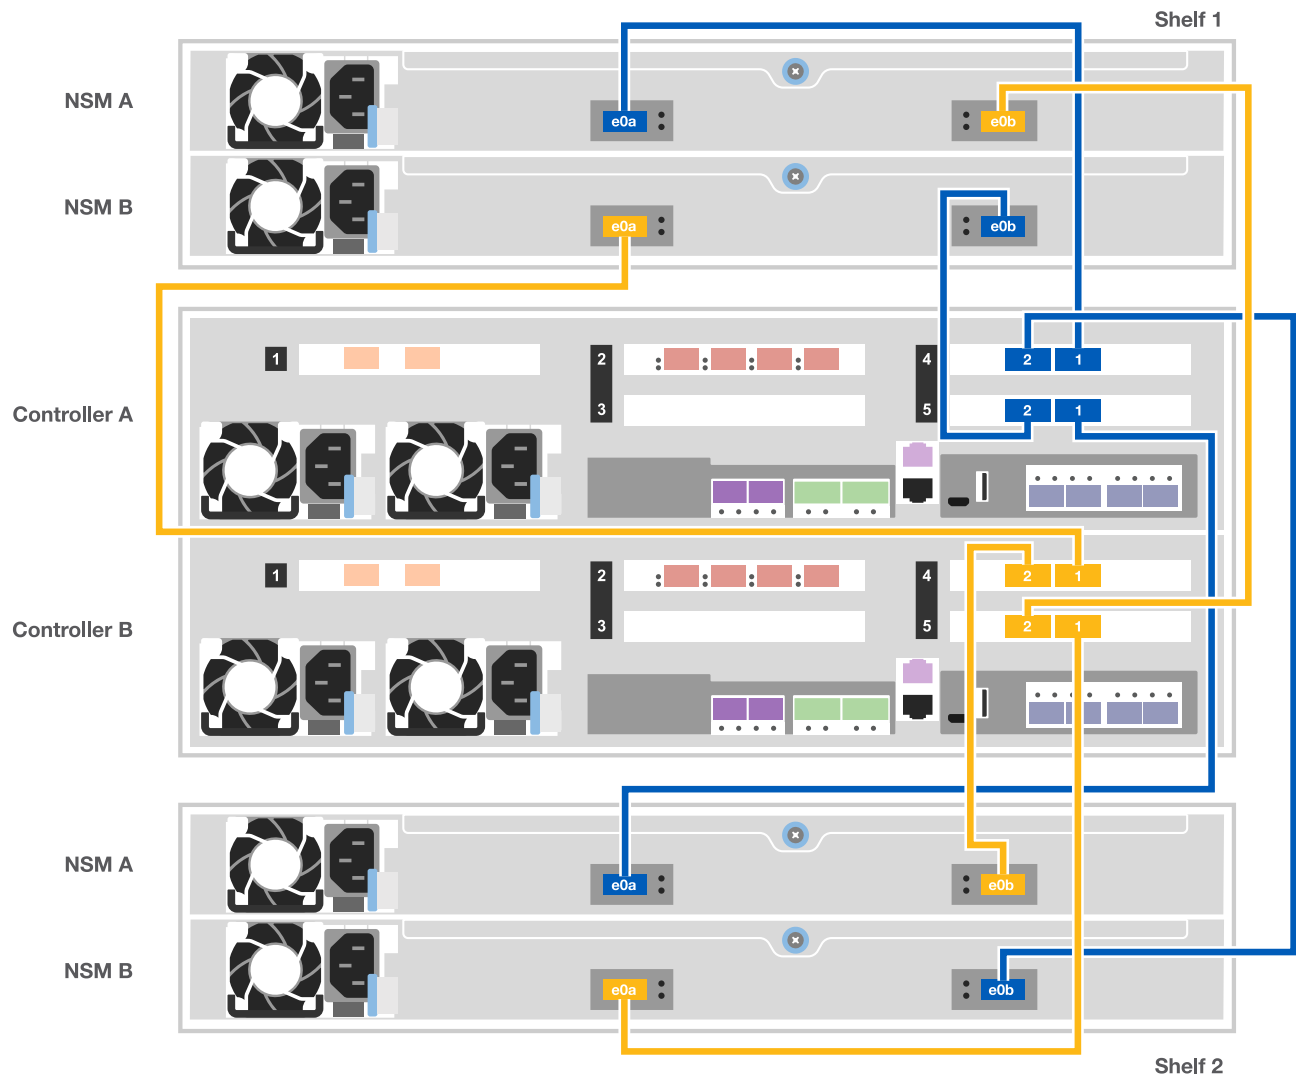 Shelf 1
NSM A
e0a
e0b
NSM B
e0a
e0b
1
2
4
2 1
Controller A
3
5
2 1
1
2
4
2 1
Controller B
3
5
2 1
NSM A
e0a
e0b
NSM B
e0a
e0b
Shelf 2